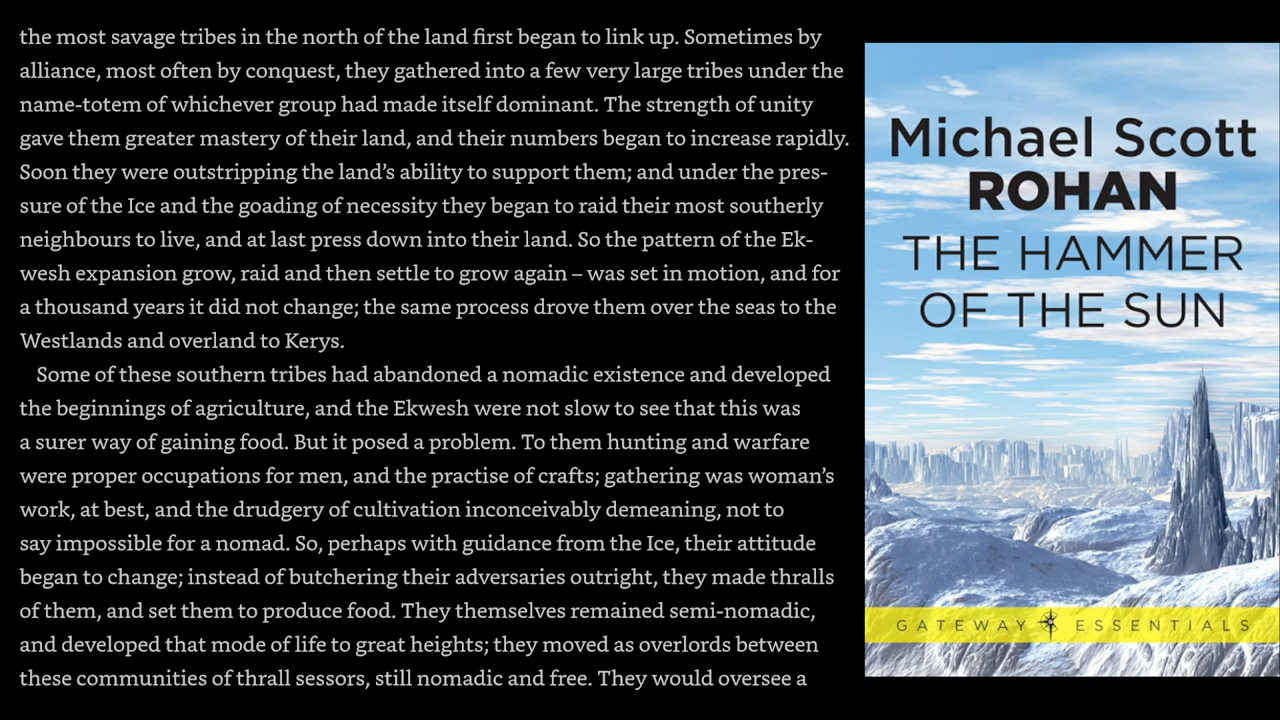 the most savage tribes in the north of the land first began to link up. Sometimes by
alliance, most often by conquest, they gathered into a few very large tribes under the
name-totem of whichever group had made itself dominant. The strength of unity
gave them greater mastery of their land, and their numbers began to increase rapidly.
Soon they were outstripping the land’s ability to support them; and under the pres-
sure of the Ice and the goading of necessity they began to raid their most southerly
neighbours to live, and at last press down into their land. So the pattern of the Ek-
wesh expansion grow, raid and then settle to grow again – was set in motion, and for
a thousand years it did not change; the same process drove them over the seas to the
Westlands and overland to Kerys.
Some of these southern tribes had abandoned a nomadic existence and developed
the beginnings of agriculture, and the Ekwesh were not slow to see that this was
a surer way of gaining food. But it posed a problem. To them hunting and warfare
were proper occupations for men, and the practise of crafts; gathering was woman’s
work, at best, and the drudgery of cultivation inconceivably demeaning, not to
say impossible for a nomad. So, perhaps with guidance from the Ice, their attitude
began to change; instead of butchering their adversaries outright, they made thralls
of them, and set them to produce food. They themselves remained semi-nomadic,
and developed that mode of life to great heights; they moved as overlords between
these communities of thrall sessors, still nomadic and free. They would oversee a
Michael Scott
ROHAN
THE HAMMER
OF THE SUN
GATEWAY ESSENTIALS